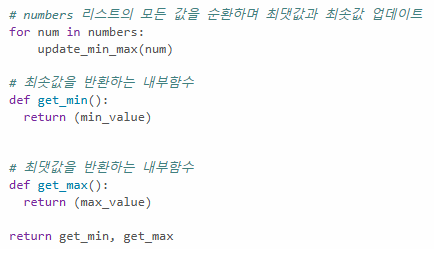 # numbers 리스트의 모든 값을 순환하며 최댓값과 최솟값 업데이트
for num in numbers:
    update_min_max(num)

# 최솟값을 반환하는 내부함수
def get_min():
  return (min_value)


# 최댓값을 반환하는 내부함수
def get_max():
  return (max_value)

return get_min, get_max